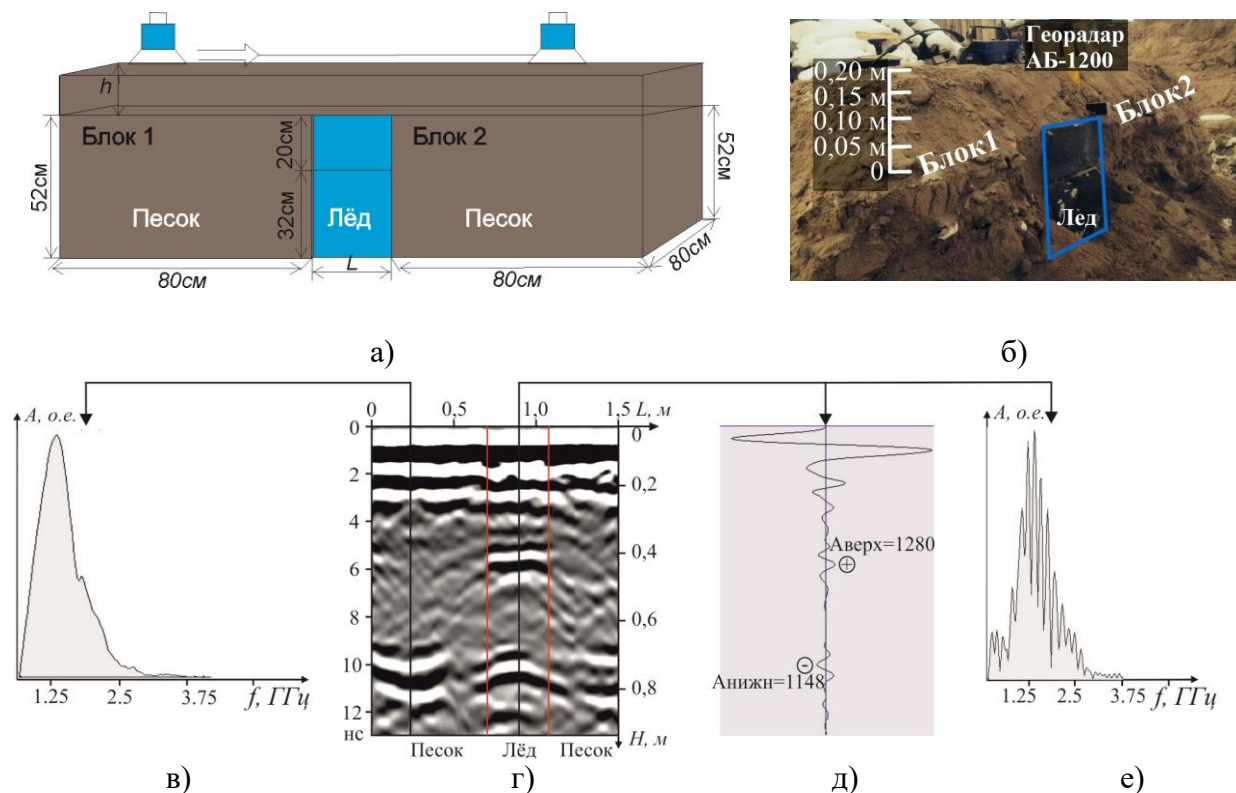 h
Блок 1
Блок 2
20см
52см
52см
Песок
Лёд
Песок
32см
80см
L
80см
80см
Георадар
АБ-1200
0,20 м
0,15 м
0,10 м
0,05 м
0
Блок1
Блок2
Лёд
а)
б)
A, о.е.
1.25 2.5 3.75 f, ГГц
0 0,5 1,0 1,5 L, м
0 0
2 0,2
4
0,4
6
0,6
8
10
0,8
12
нс
H, м
Песок Лёд Песок
Аверх=1280
+
-
Анижн=1148
A, о.е.
1.25 2.5 3.75 f, ГГц
в)
г)
д)
е)